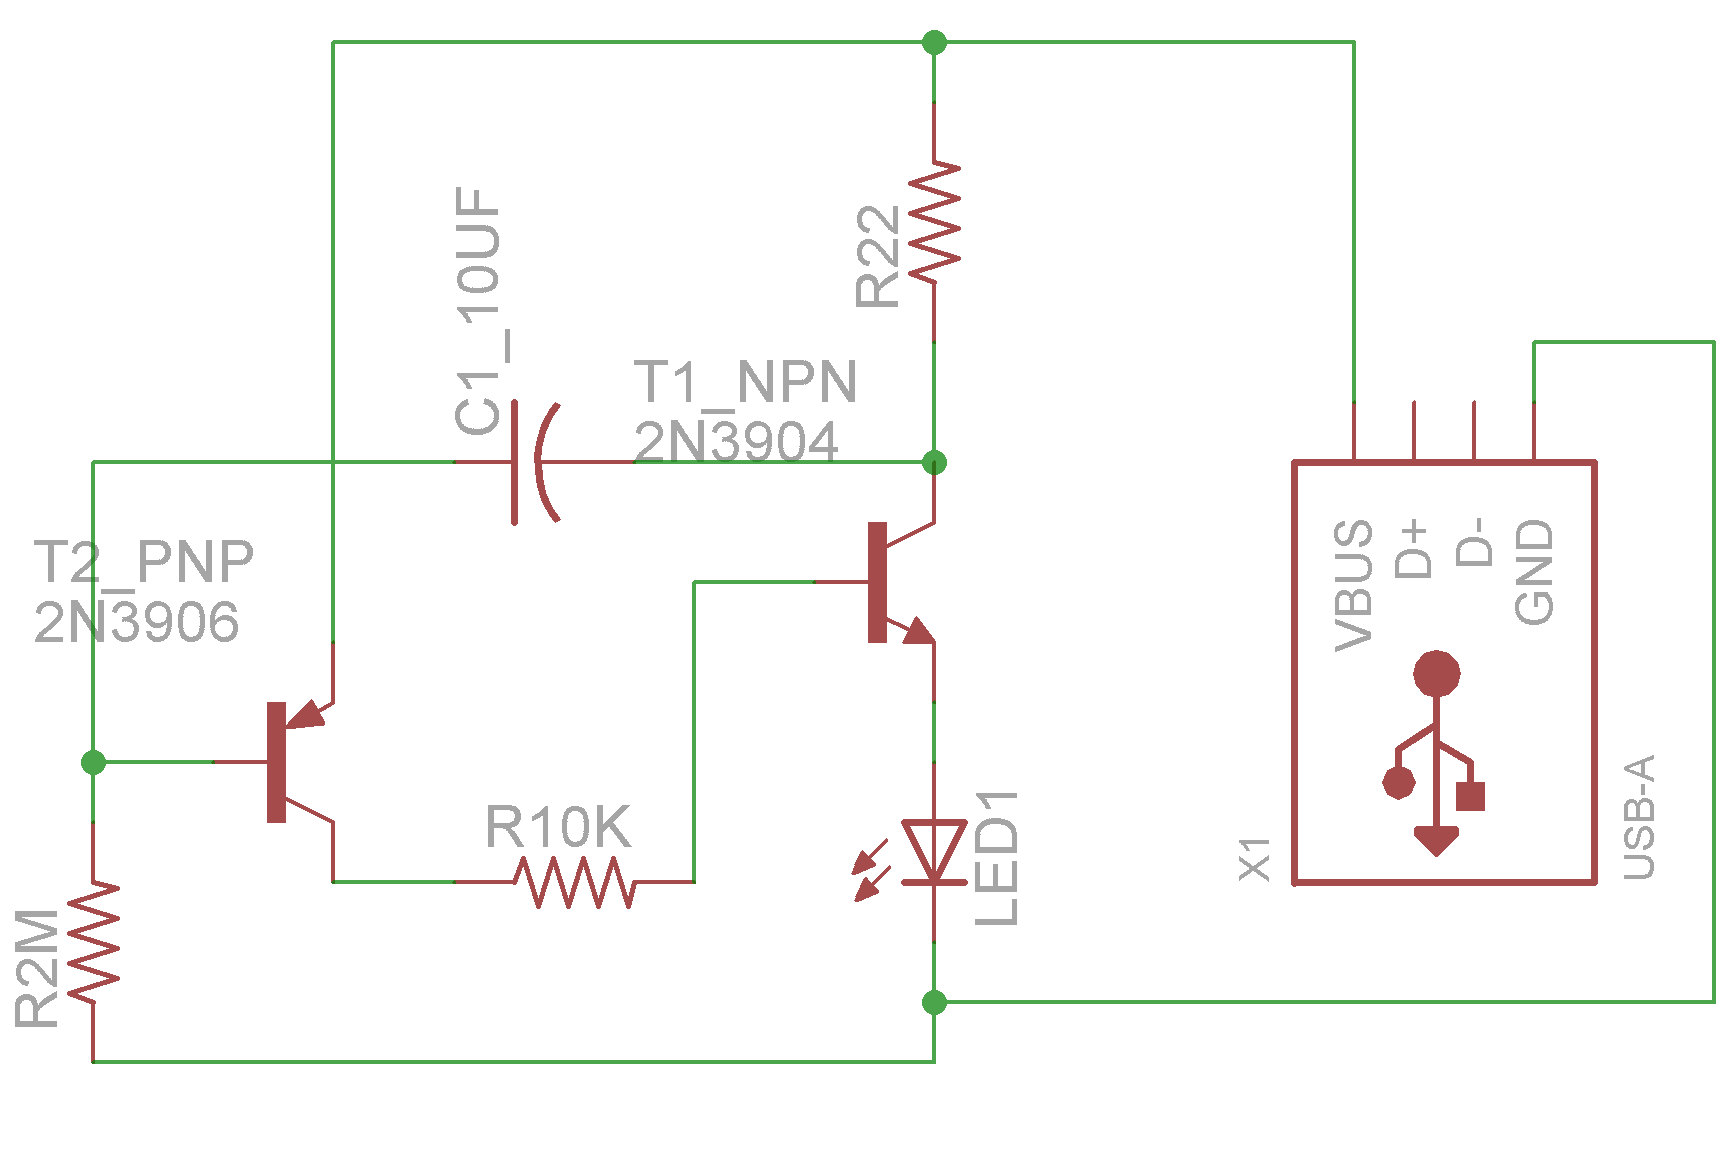 C1_10UF
R22
T1_NPN
2N3904
T2_PNP
2N3906
R10K
R2M
LED1
VBUS
D+
D-
GND
X1
USB-A